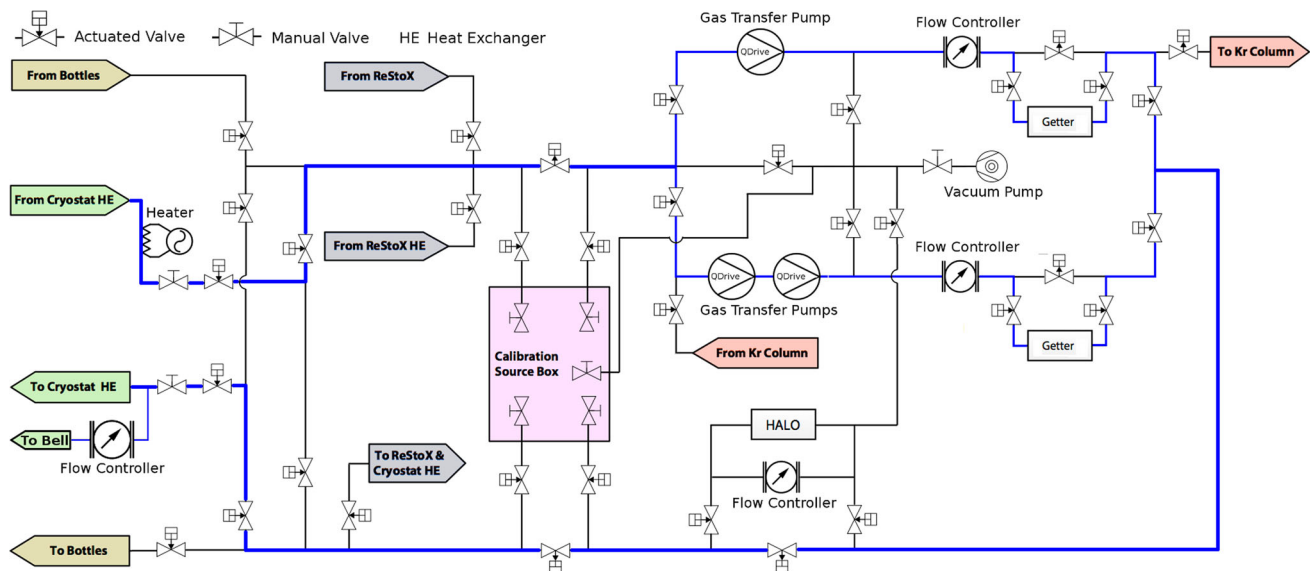 Actuated Valve
Manual Valve
HE Heat Exchanger
Gas Transfer Pump
Flow Controller
QDrive
To Kr Column
From Bottles
From ReStoX
Getter
From Cryostat HE
Heater
From ReStoX HE
Vacuum Pump
Flow Controller
QDrive
QDrive
Gas Transfer Pumps
Getter
From Kr Column
Calibration
Source Box
To Cryostat HE
To Bell
Flow Controller
To ReStoX &
Cryostat HE
HALO
Flow Controller
To Bottles